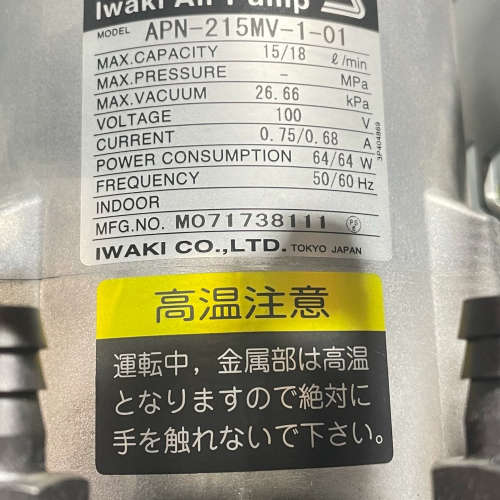 Iwaki Air Pump
MODEL APN-215MV-1-01
MAX.CAPACITY 15/18 ℓ/min
MAX.PRESSURE - MPa
MAX.VACUUM 26.66 kPa
VOLTAGE 100 V
CURRENT 0.75/0.68 A
POWER CONSUMPTION 64/64 W
FREQUENCY 50/60 Hz
INDOOR
MFG.NO. M071738111
IWAKI CO.,LTD. TOKYO JAPAN
3P404869
高温注意
運転中，金属部は高温
となりますので絶対に
手を触れないで下さい。